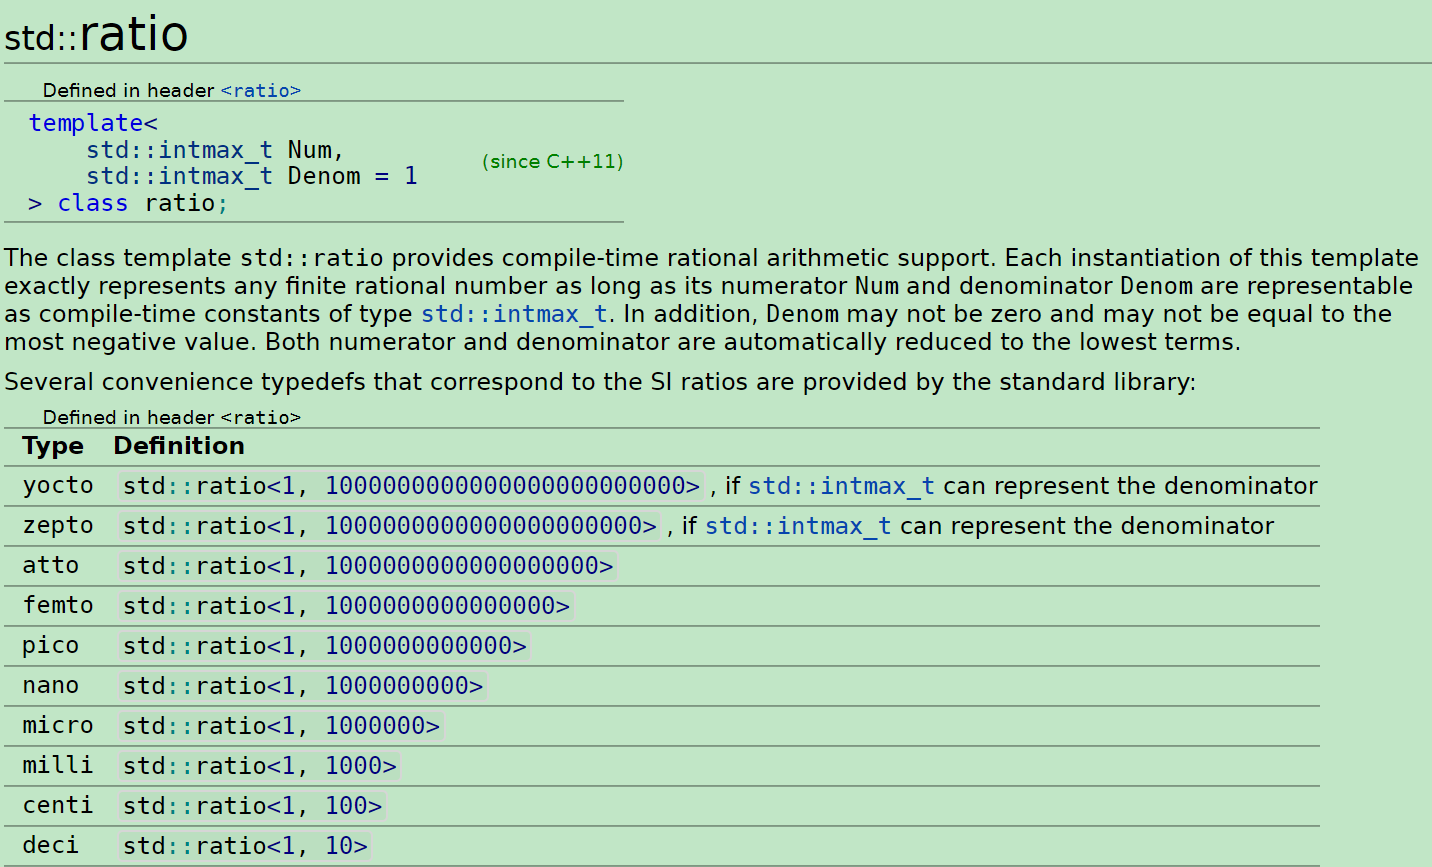 std::ratio
Defined in header <ratio>
template<
    std::intmax_t Num,
    std::intmax_t Denom = 1
> class ratio;
(since C++11)
The class template std::ratio provides compile-time rational arithmetic support. Each instantiation of this template
exactly represents any finite rational number as long as its numerator Num and denominator Denom are representable
as compile-time constants of type std::intmax_t. In addition, Denom may not be zero and may not be equal to the
most negative value. Both numerator and denominator are automatically reduced to the lowest terms.
Several convenience typedefs that correspond to the SI ratios are provided by the standard library:
Defined in header <ratio>
Type Definition
yocto std::ratio<1, 1000000000000000000000000>, if std::intmax_t can represent the denominator
zepto std::ratio<1, 1000000000000000000000>, if std::intmax_t can represent the denominator
atto std::ratio<1, 1000000000000000000>
femto std::ratio<1, 1000000000000000>
pico std::ratio<1, 1000000000000>
nano std::ratio<1, 1000000000>
micro std::ratio<1, 1000000>
milli std::ratio<1, 1000>
centi std::ratio<1, 100>
deci std::ratio<1, 10>